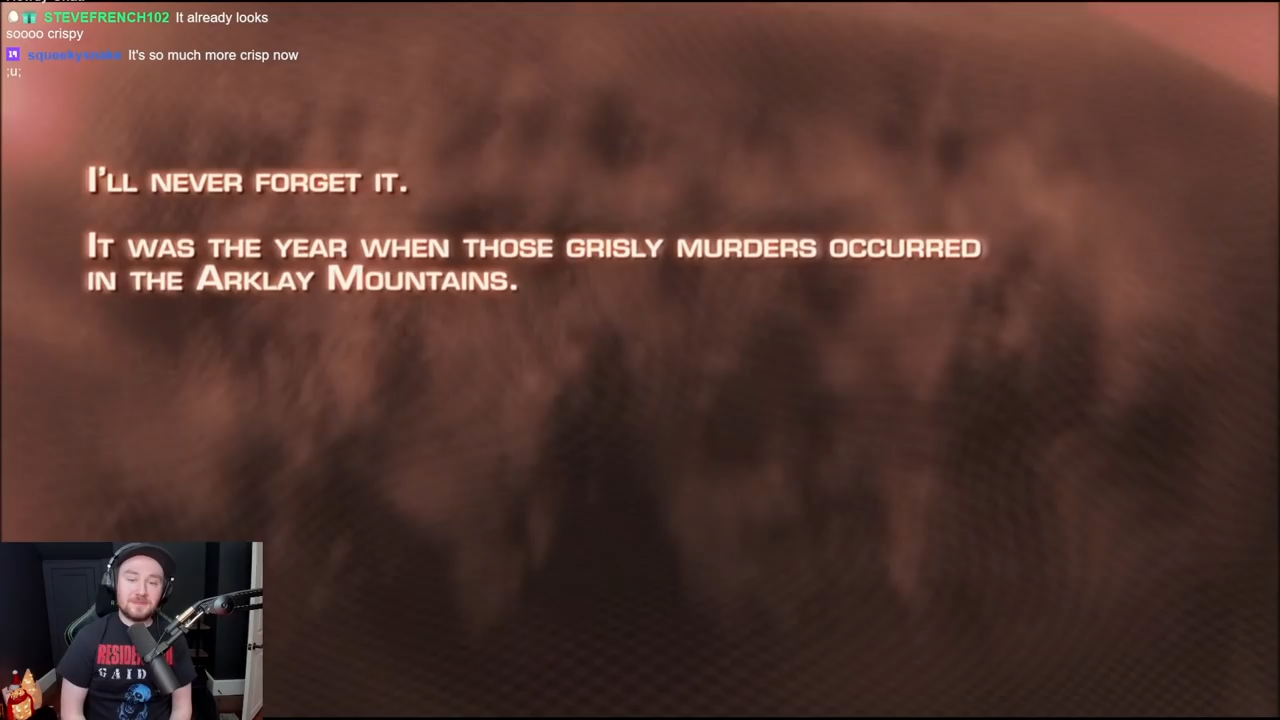 STEVEFRENCH102 It already looks
soooo crispy
It's so much more crisp now
;u;
I'LL NEVER FORGET IT.
IT WAS THE YEAR WHEN THOSE GRISLY MURDERS OCCURRED
IN THE ARKLAY MOUNTAINS.
GAID